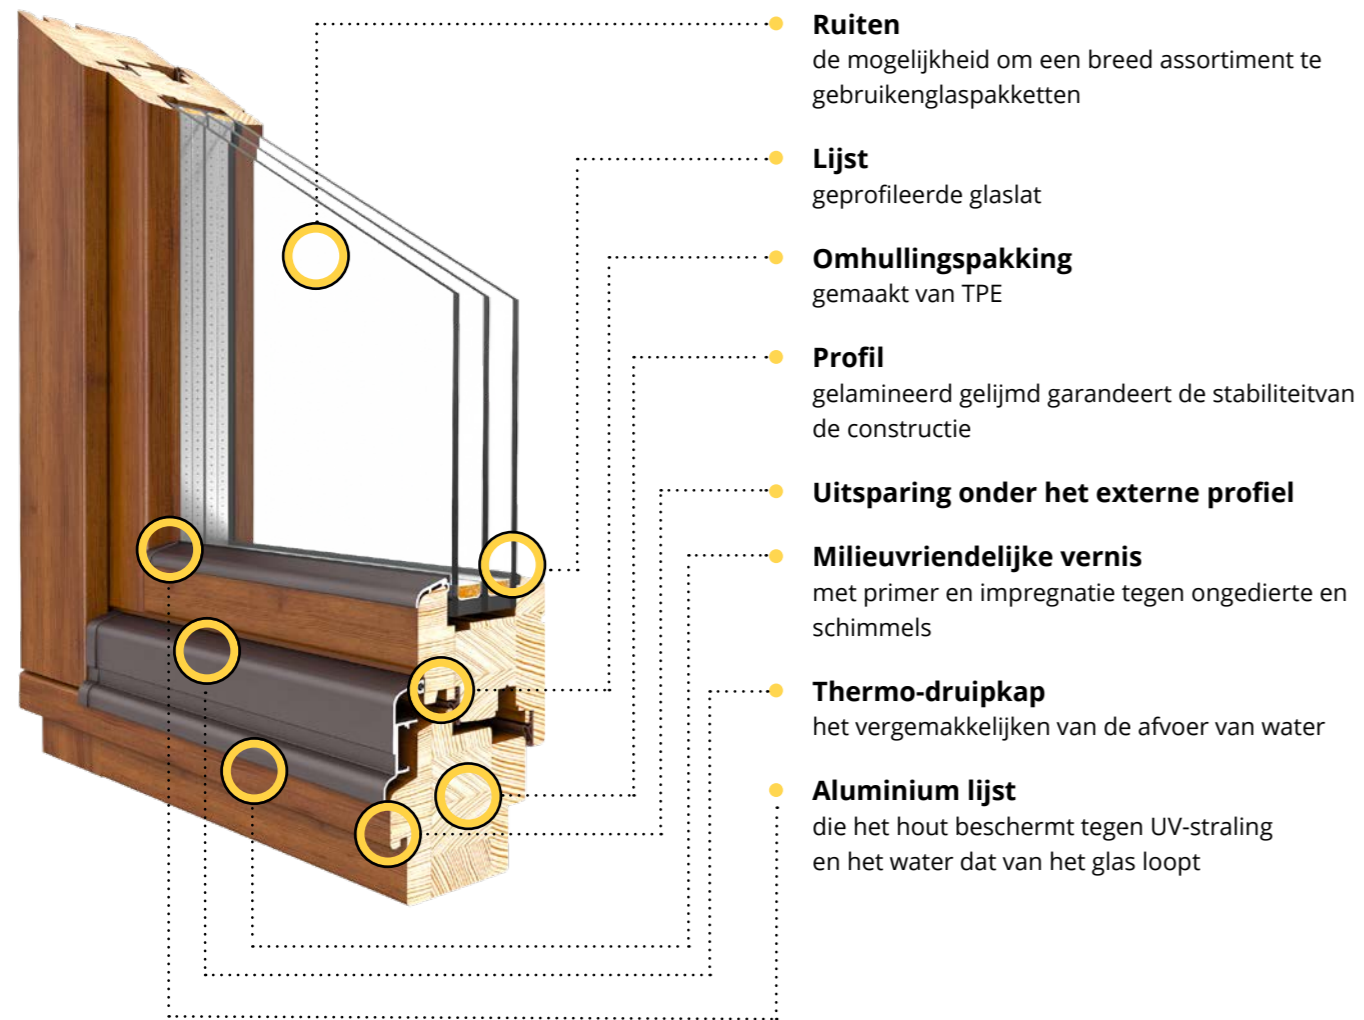 Ruiten
de mogelijkheid om een breed assortiment te
gebruikenglaspakketten
Lijst
geprofileerde glaslat
Omhullingspakking
gemaakt van TPE
Profil
gelamineerd gelijmd garandeert de stabiliteitvan
de constructie
Uitsparing onder het externe profiel
Milieuvriendelijke vernis
met primer en impregnatie tegen ongedierte en
schimmels
Thermo-druipkap
het vergemakkelijken van de afvoer van water
Aluminium lijst
die het hout beschermt tegen UV-straling
en het water dat van het glas loopt